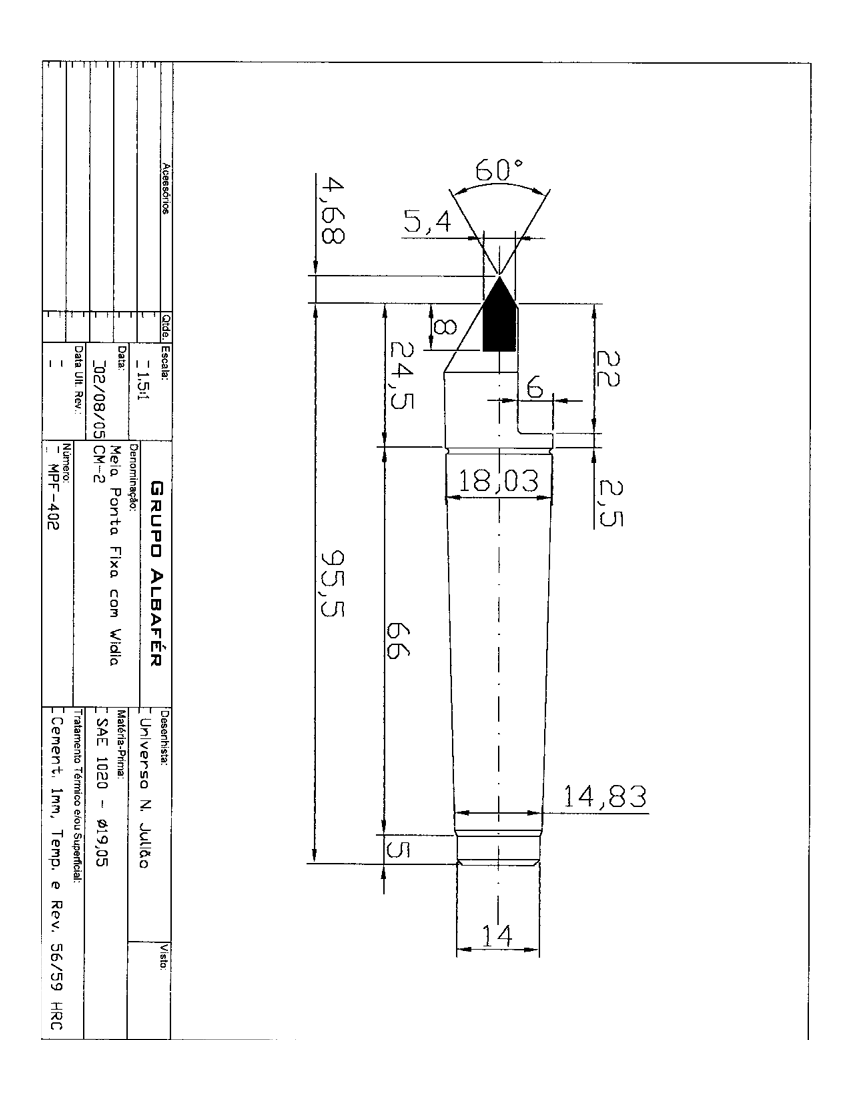 60°
4,68
5,4
8
24,5
22
6
2,5
18,03
95,5
66
14,83
5
14
Acessórios
Qtde.
Escala:
1.5:1
Data:
02/08/05
Data Ult. Rev.:
- -
GRUPO ALBAFÉR
Denominação:
Meia Ponta Fixa com Widia
CM-2
Número:
MPF-402
Desenhista:
Universo N. Julião
Matéria-Prima:
SAE 1020 - ø19,05
Tratamento Térmico e/ou Superficial:
Cement. 1mm, Temp. e Rev. 56/59 HRC
Visto: